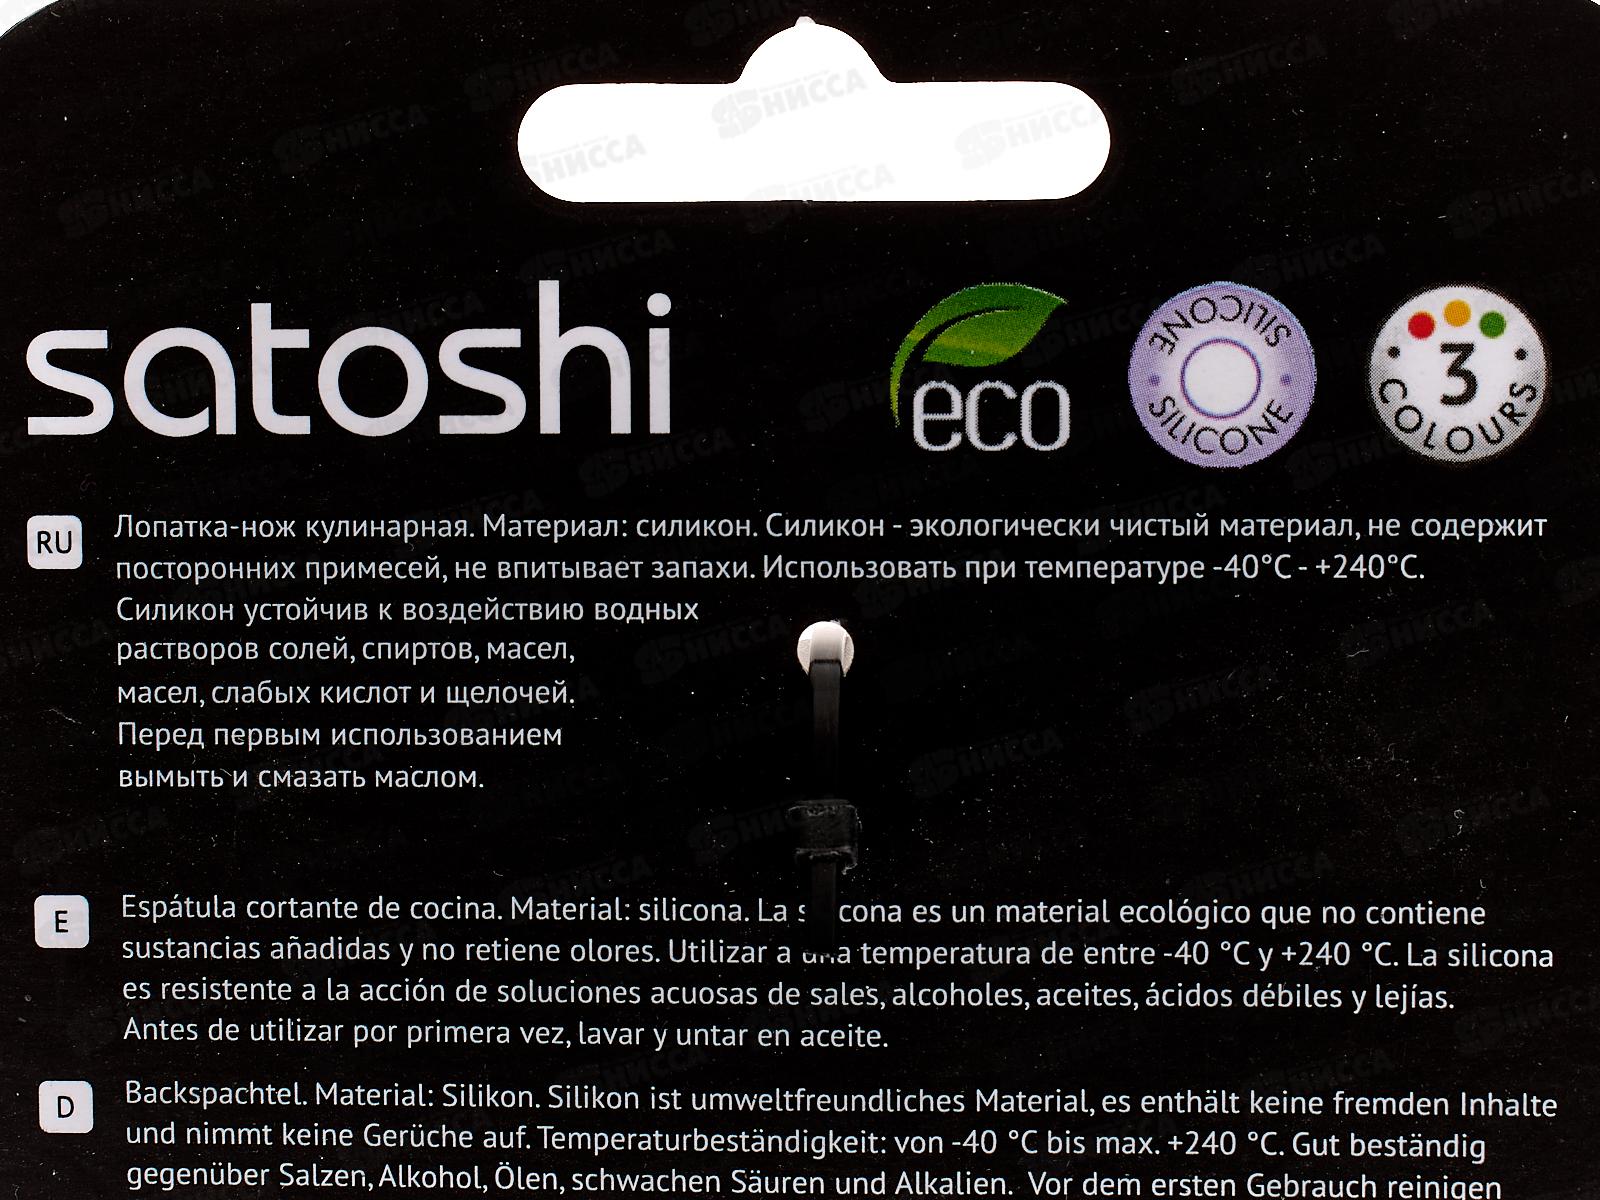 satoshi
eco
SILICONE
SILICONE
3
COLOURS
RU
Лопатка-нож кулинарная. Материал: силикон. Силикон - экологически чистый материал, не содержит
посторонних примесей, не впитывает запахи. Использовать при температуре -40°C - +240°C.
Силикон устойчив к воздействию водных
растворов солей, спиртов, масел,
масел, слабых кислот и щелочей.
Перед первым использованием
вымыть и смазать маслом.
E
Espátula cortante de cocina. Material: silicona. La s cona es un material ecológico que no contiene
sustancias añadidas y no retiene olores. Utilizar a una temperatura de entre -40 °C y +240 °C. La silicona
es resistente a la acción de soluciones acuosas de sales, alcoholes, aceites, ácidos débiles y lejías.
Antes de utilizar por primera vez, lavar y untar en aceite.
D
Backspachtel. Material: Silikon. Silikon ist umweltfreundliches Material, es enthält keine fremden Inhalte
und nimmt keine Gerüche auf. Temperaturbeständigkeit: von -40 °C bis max. +240 °C. Gut beständig
gegenüber Salzen, Alkohol, Ölen, schwachen Säuren und Alkalien. Vor dem ersten Gebrauch reinigen